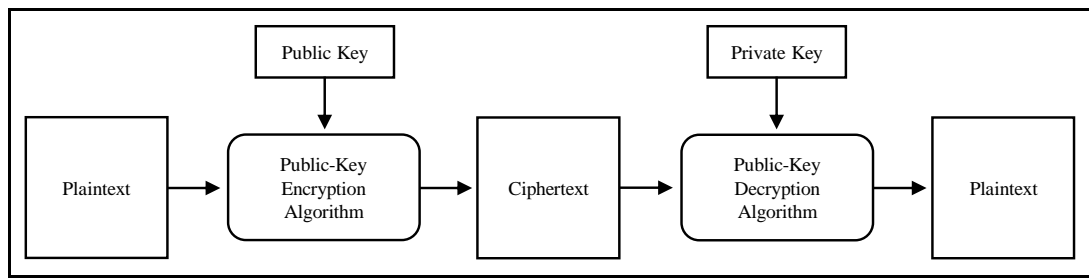 Public Key
Private Key
Plaintext
Public-Key
Encryption
Algorithm
Ciphertext
Public-Key
Decryption
Algorithm
Plaintext